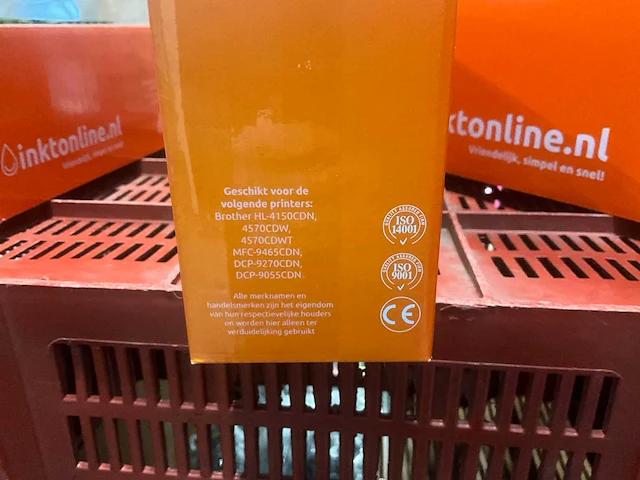 inktonline.nl
ktonline.nl
Vriendelijk, simpel en snel!
Geschikt voor de
volgende printers:
Brother HL-4150CDN,
4570CDW,
4570CDWT
MFC-9465CDN,
DCP-9270CDN,
DCP-9055CDN
Alle merknamen en
handelsmerken zijn het eigendom
van hun respectievelijke houders
en worden hier alleen ter
verduidelijking gebruikt
ISO
14001
ISO
9001
CE